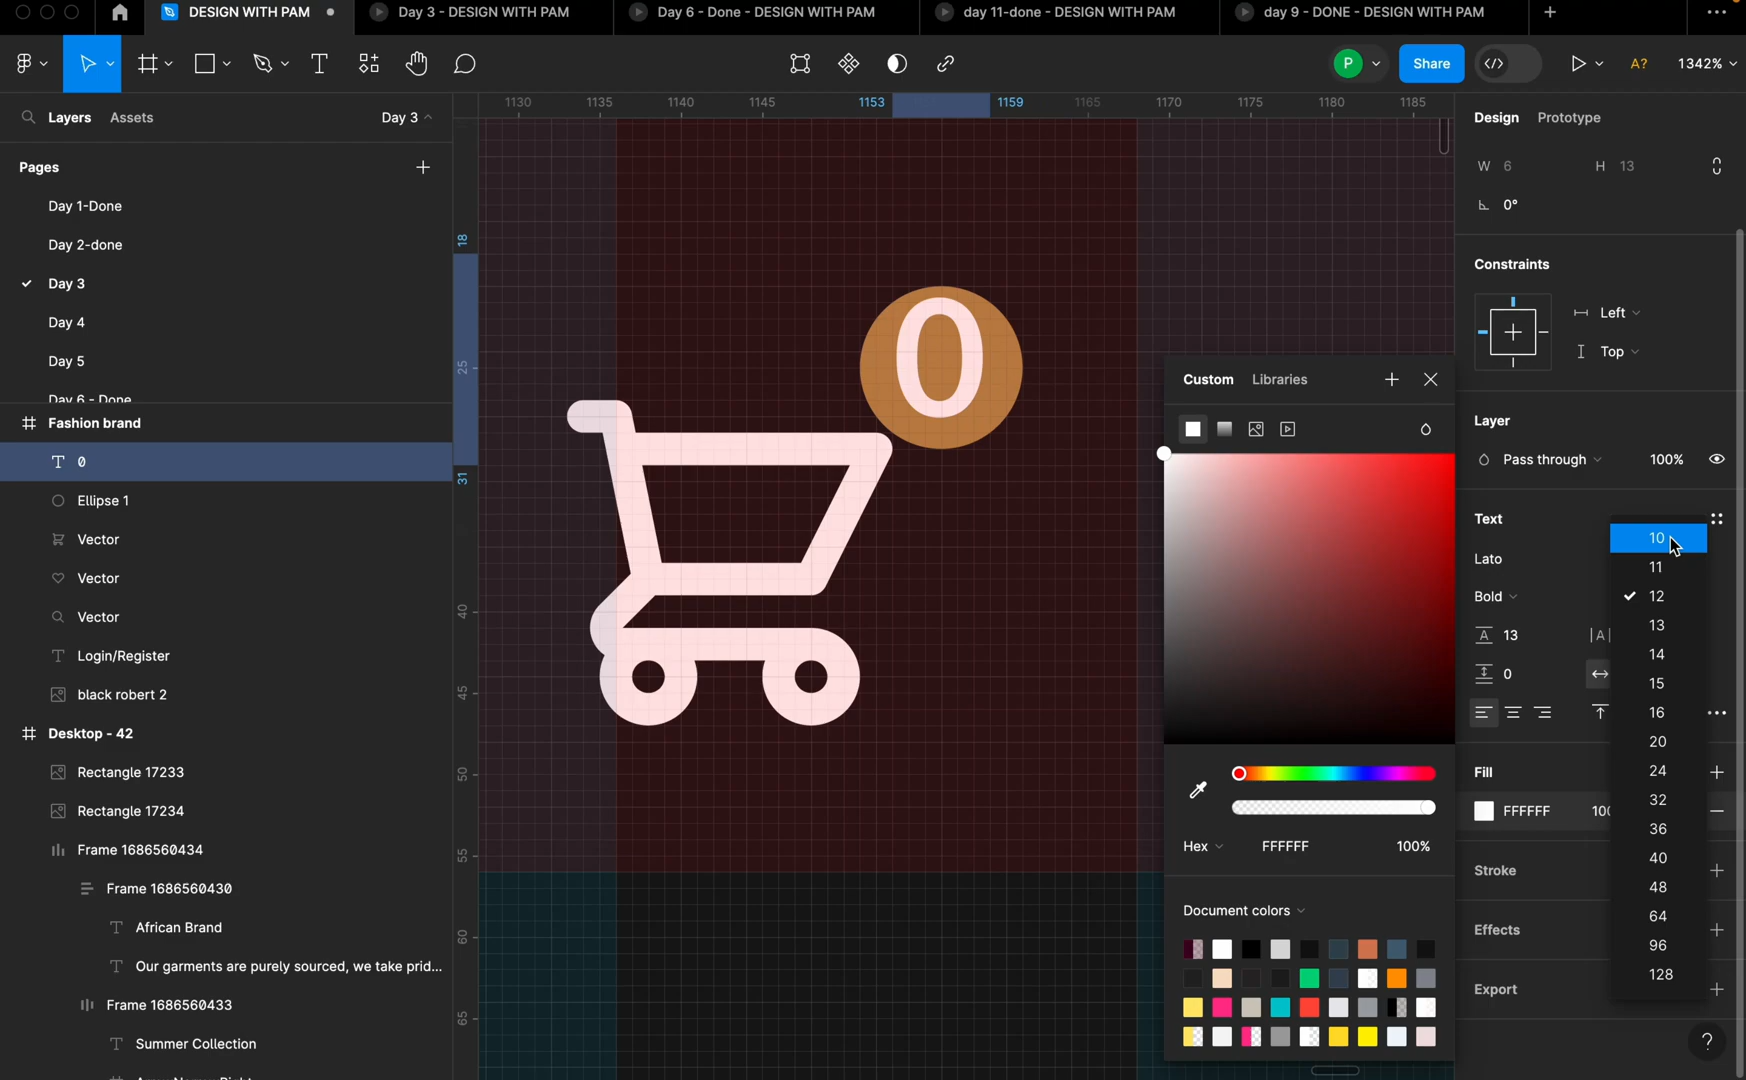 DESIGN WITH PAM
Day 3 - DESIGN WITH PAM
Day 6 - Done - DESIGN WITH PAM
day 11-done - DESIGN WITH PAM
day 9 - DONE - DESIGN WITH PAM
P
Share
A?
1342%
Layers
Assets
Day 3
Pages
Day 1-Done
Day 2-done
Day 3
Day 4
Day 5
Day 6 - Done
Fashion brand
0
Ellipse 1
Vector
Vector
Vector
Login/Register
black robert 2
Desktop - 42
Rectangle 17233
Rectangle 17234
Frame 1686560434
Frame 1686560430
African Brand
Our garments are purely sourced, we take prid...
Frame 1686560433
Summer Collection
1130 1135 1140 1145 1153 1159 1165 1170 1175 1180 1185
18
25
31
40
45
50
55
60
65
0
Custom
Libraries
Hex
FFFFFF
100%
Document colors
Design
Prototype
W 6
H 13
0°
Constraints
Left
Top
Layer
Pass through
100%
Text
Lato
Bold
13
0
10
11
12
13
14
15
16
20
24
32
36
40
48
64
96
128
Fill
FFFFFF
Stroke
Effects
Export
?